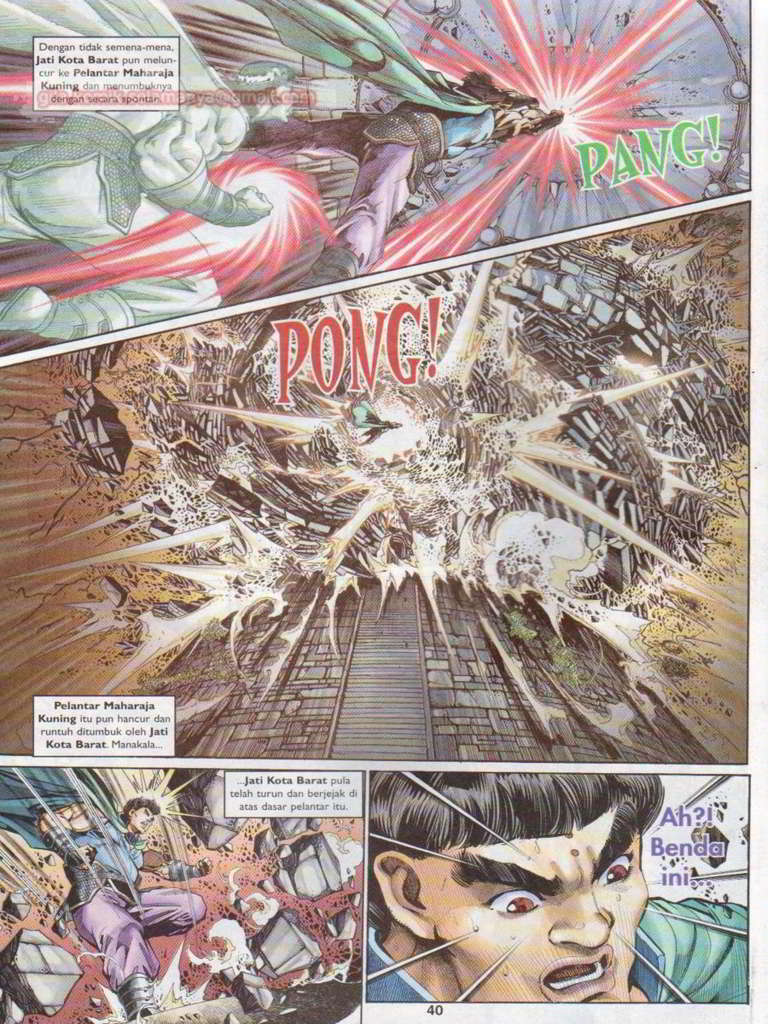 Dengan tidak semena-mena,
Jati Kota Barat pun melun-
cur ke Pelantar Maharaja
Kuning dan menumbuknya
dengan secara spontan.
PANG!
PONG!
Pelantar Maharaja
Kuning itu pun hancur dan
runtuh ditumbuk oleh Jati
Kota Barat. Manakala...
...Jati Kota Barat pula
telah turun dan berjejak di
atas dasar pelantar itu.
Ah?!
Benda
ini...
40